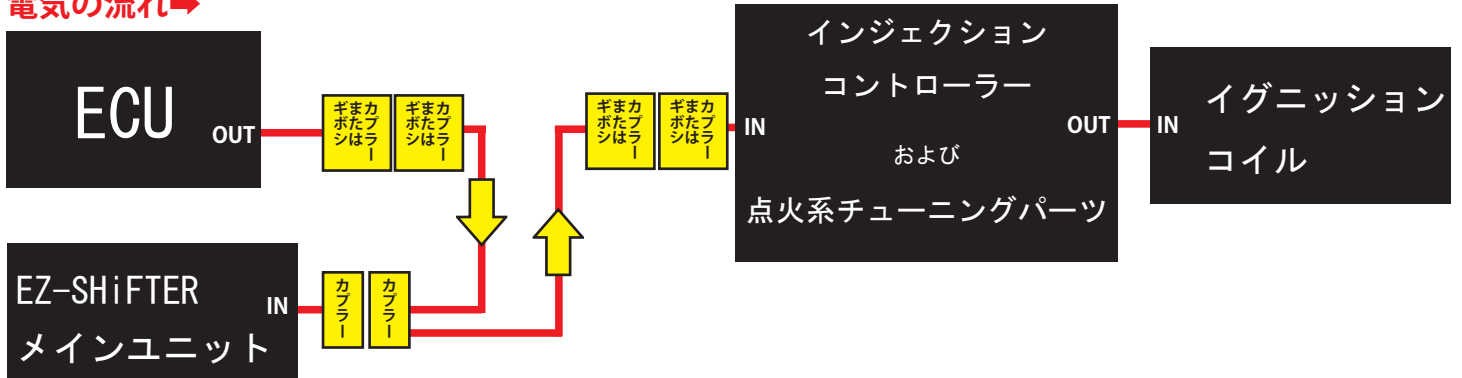 電気の流れ➡
ECU
OUT
カプラー
または
ギボシ
カプラー
または
ギボシ
カプラー
または
ギボシ
カプラー
または
ギボシ
インジェクション
コントローラー
および
点火系チューニングパーツ
IN
OUT
IN
イグニッション
コイル
EZ-SHiFTER
メインユニット
IN
カプラー
カプラー